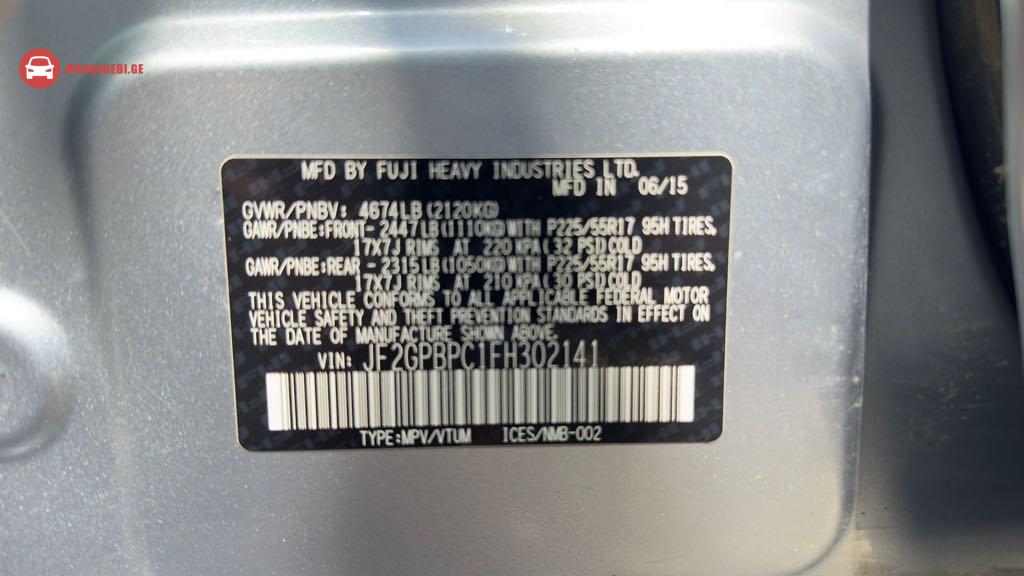 MANQANEBI.GE
MFD BY FUJI HEAVY INDUSTRIES LTD.
MFD IN 06/15
GVWR/PNBV: 4674LB(2120KG)
GAWR/PNBE:FRONT- 2447LB(1110KG)WITH P225/55R17 95H TIRES,
17X7J RIMS AT 220 KPA(32 PSI)COLD
GAWR/PNBE:REAR - 2315LB(1050KG)WITH P225/55R17 95H TIRES,
17X7J RIMS AT 210 KPA(30 PSI)COLD
THIS VEHICLE CONFORMS TO ALL APPLICABLE FEDERAL MOTOR
VEHICLE SAFETY AND THEFT PREVENTION STANDARDS IN EFFECT ON
THE DATE OF MANUFACTURE SHOWN ABOVE.
VIN: JF2GPBPC1FH302141
TYPE:MPV/VTUM ICES/NMB-002